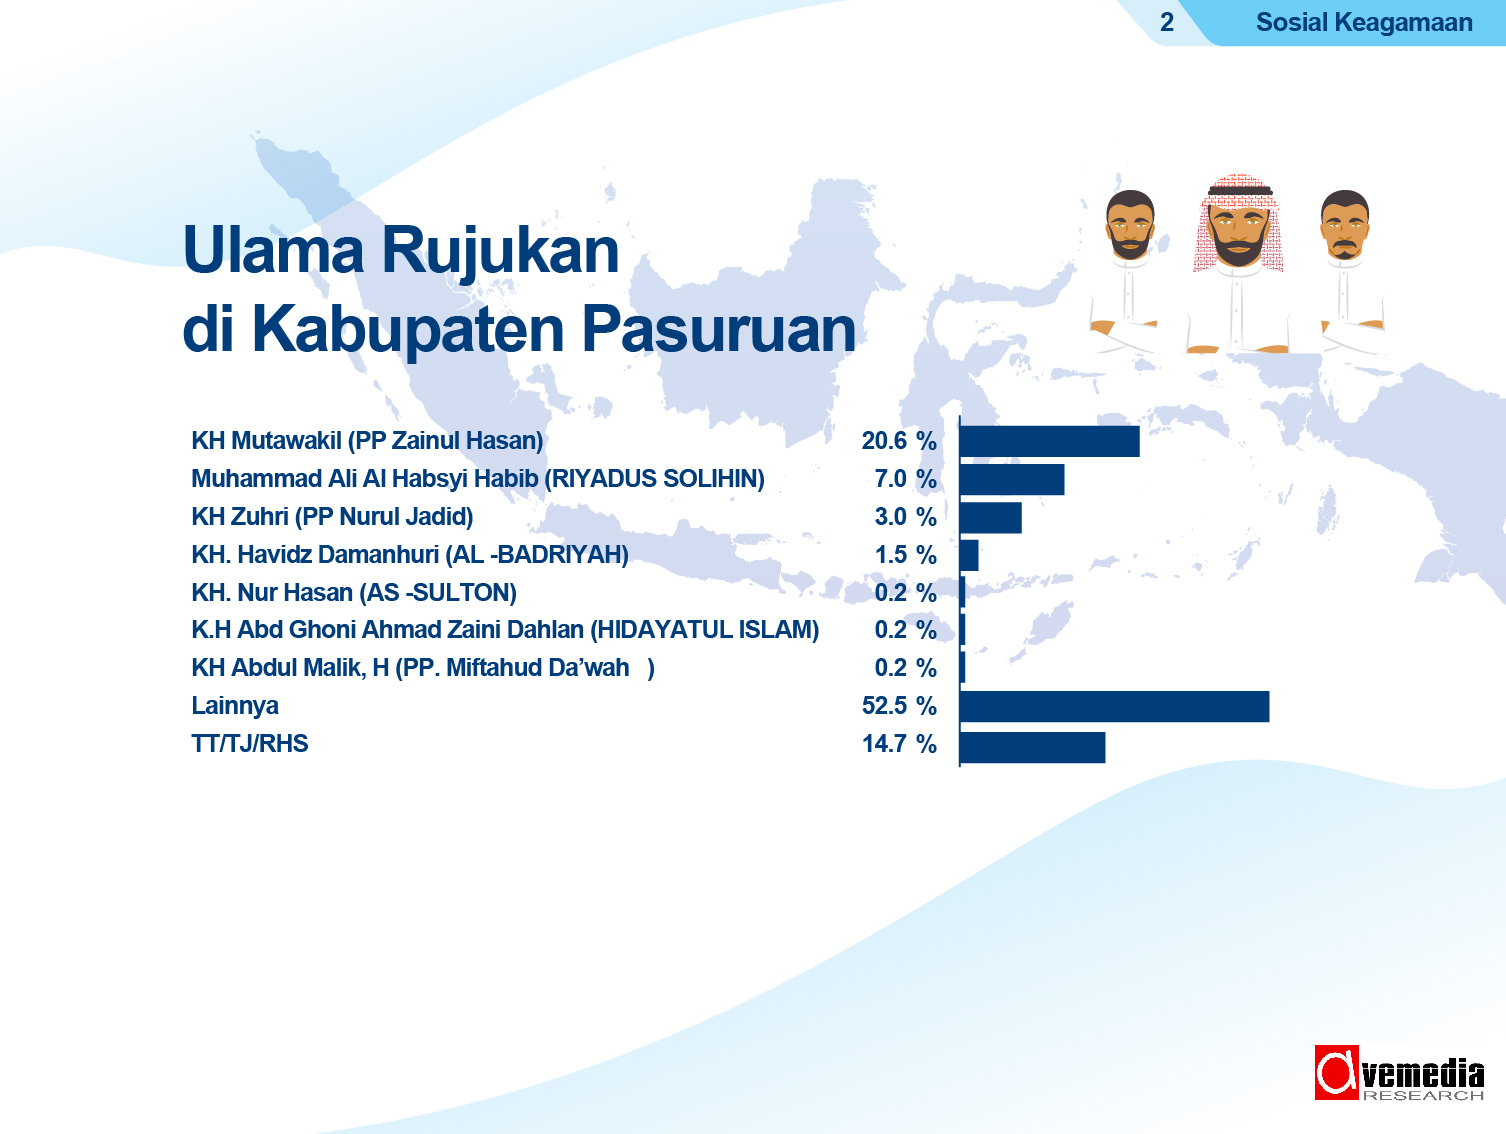 2 Sosial Keagamaan
Ulama Rujukan
di Kabupaten Pasuruan
KH Mutawakil (PP Zainul Hasan) 20.6 %
Muhammad Ali Al Habsyi Habib (RIYADUS SOLIHIN) 7.0 %
KH Zuhri (PP Nurul Jadid) 3.0 %
KH. Havidz Damanhuri (AL -BADRIYAH) 1.5 %
KH. Nur Hasan (AS -SULTON) 0.2 %
K.H Abd Ghoni Ahmad Zaini Dahlan (HIDAYATUL ISLAM) 0.2 %
KH Abdul Malik, H (PP. Miftahud Da’wah ) 0.2 %
Lainnya 52.5 %
TT/TJ/RHS 14.7 %
avemedia
RESEARCH